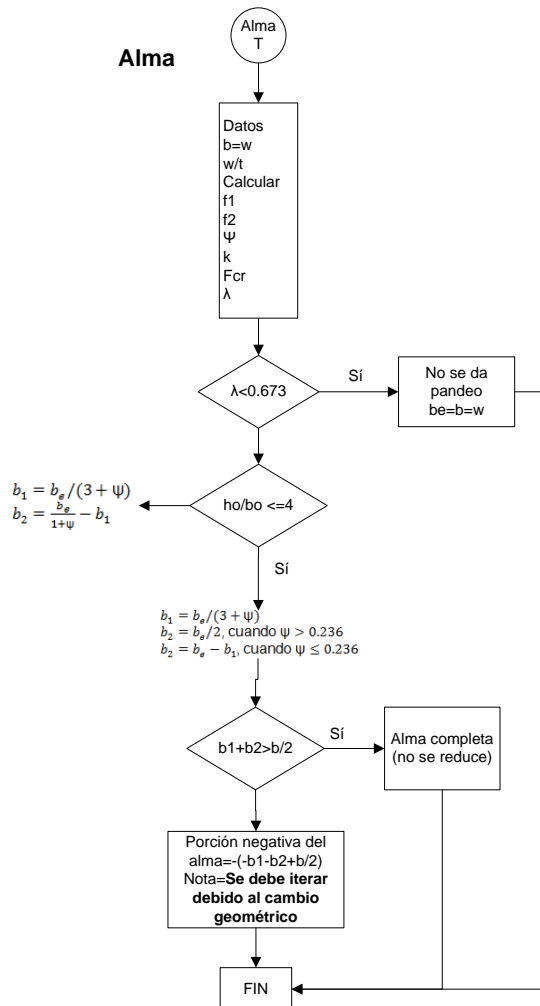 Alma
T
Alma
Datos
b=w
w/t
Calcular
f1
f2
Ψ
k
Fcr
λ
λ<0.673
Sí
No se da
pandeo
be=b=w
ho/bo <=4
b₁ = bₑ/(3 + ψ)
b₂ = bₑ/(1+ψ) − b₁
Sí
b₁ = bₑ/(3 + ψ)
b₂ = bₑ/2, cuando ψ > 0.236
b₂ = bₑ − b₁, cuando ψ ≤ 0.236
b1+b2>b/2
Sí
Alma completa
(no se reduce)
Porción negativa del
alma=-(-b1-b2+b/2)
Nota=Se debe iterar
debido al cambio
geométrico
FIN